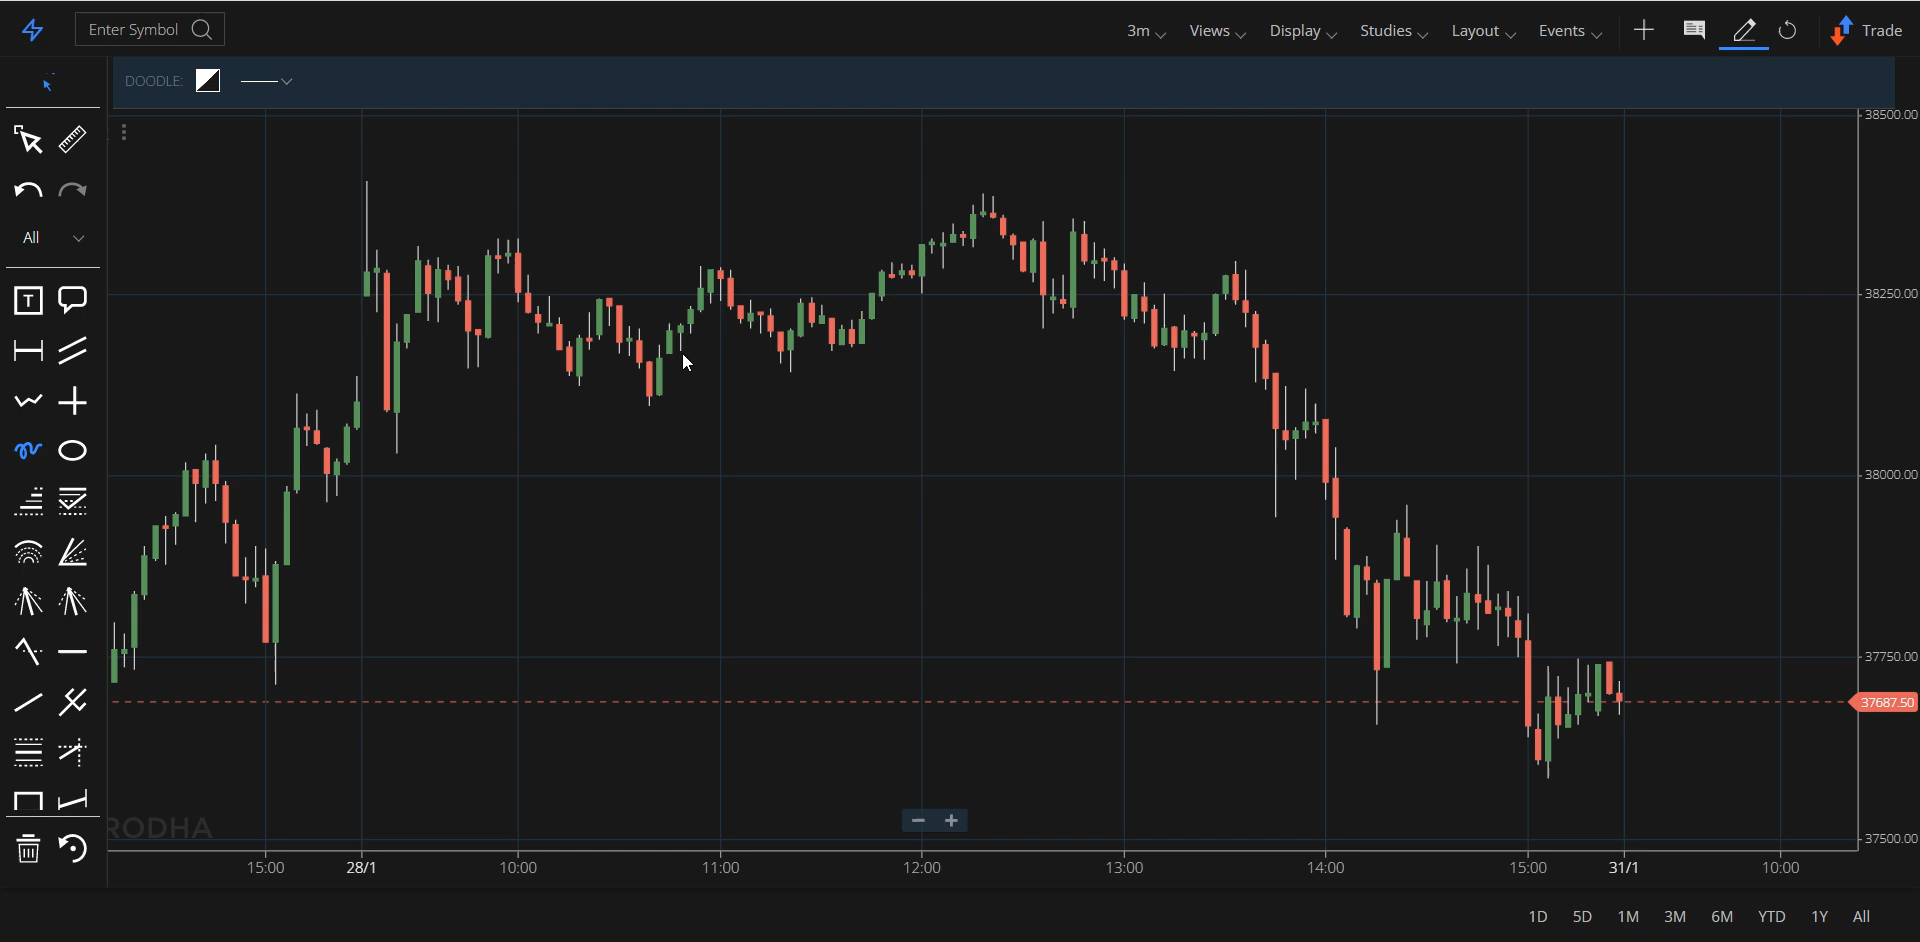 Enter Symbol
3m Views Display Studies Layout Events Trade
DOODLE:
All
T
38500.00
38250.00
38000.00
37750.00
37687.50
37500.00
RODHA
15:00 28/1 10:00 11:00 12:00 13:00 14:00 15:00 31/1 10:00
1D 5D 1M 3M 6M YTD 1Y All